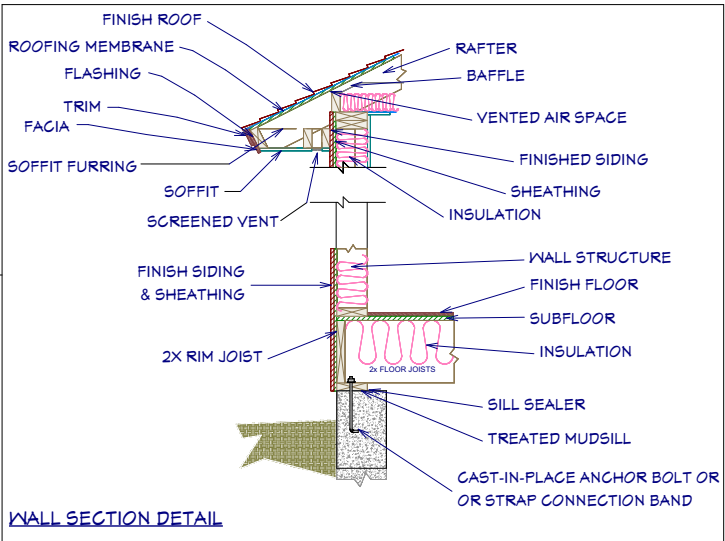 FINISH ROOF
ROOFING MEMBRANE
FLASHING
TRIM
FACIA
SOFFIT FURRING
SOFFIT
SCREENED VENT
RAFTER
BAFFLE
VENTED AIR SPACE
FINISHED SIDING
SHEATHING
INSULATION
WALL STRUCTURE
FINISH FLOOR
SUBFLOOR
INSULATION
FINISH SIDING
& SHEATHING
2X RIM JOIST
2x FLOOR JOISTS
SILL SEALER
TREATED MUDSILL
CAST-IN-PLACE ANCHOR BOLT OR
OR STRAP CONNECTION BAND
WALL SECTION DETAIL